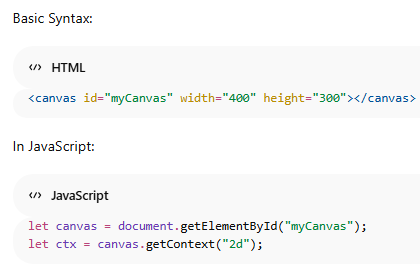 Basic Syntax:
</> HTML
<canvas id="myCanvas" width="400" height="300"></canvas>
In JavaScript:
</> JavaScript
let canvas = document.getElementById("myCanvas");
let ctx = canvas.getContext("2d");